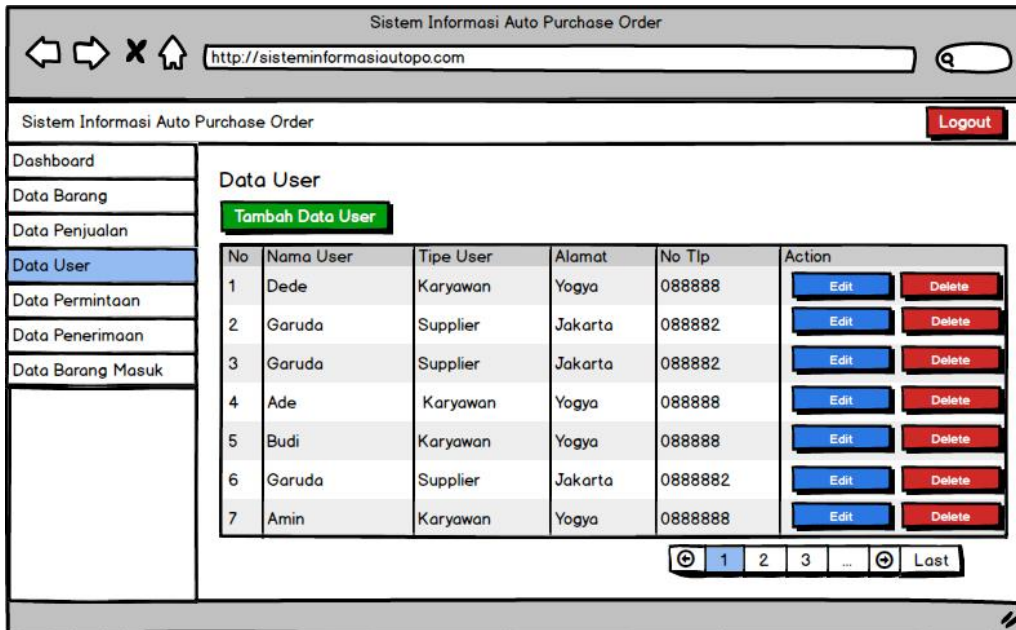 Sistem Informasi Auto Purchase Order
http://sisteminformasiautopo.com
Sistem Informasi Auto Purchase Order
Logout
Dashboard
Data Barang
Data Penjualan
Data User
Data Permintaan
Data Penerimaan
Data Barang Masuk
Data User
Tambah Data User
No Nama User Tipe User Alamat No Tlp Action
1 Dede Karyawan Yogya 088888 Edit Delete
2 Garuda Supplier Jakarta 088882 Edit Delete
3 Garuda Supplier Jakarta 088882 Edit Delete
4 Ade Karyawan Yogya 088888 Edit Delete
5 Budi Karyawan Yogya 088888 Edit Delete
6 Garuda Supplier Jakarta 0888882 Edit Delete
7 Amin Karyawan Yogya 0888888 Edit Delete
1 2 3 ... Last